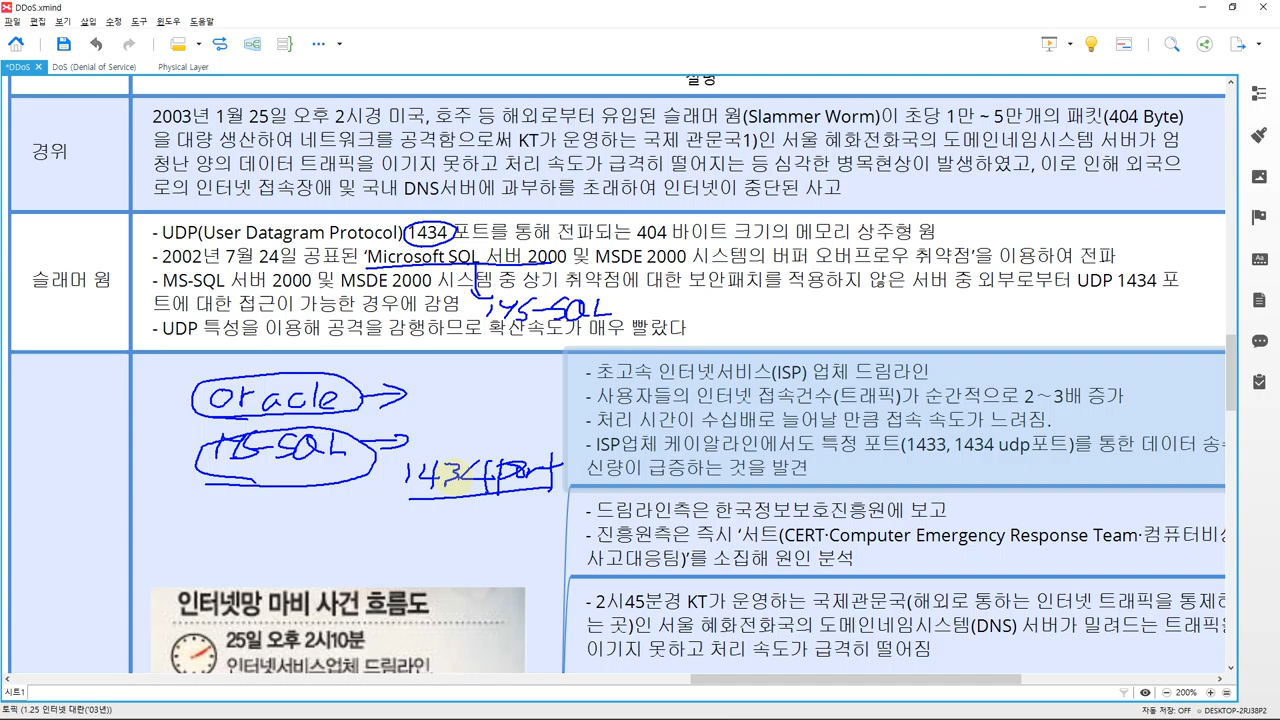 DDoS.xmind
파일 편집 보기 삽입 수정 도구 윈도우 도움말
*DDoS DoS (Denial of Service) Physical Layer
설명
경위
2003년 1월 25일 오후 2시경 미국, 호주 등 해외로부터 유입된 슬래머 웜(Slammer Worm)이 초당 1만 ~ 5만개의 패킷(404 Byte)
을 대량 생산하여 네트워크를 공격함으로써 KT가 운영하는 국제 관문국1)인 서울 혜화전화국의 도메인네임시스템 서버가 엄
청난 양의 데이터 트래픽을 이기지 못하고 처리 속도가 급격히 떨어지는 등 심각한 병목현상이 발생하였고, 이로 인해 외국으
로의 인터넷 접속장애 및 국내 DNS서버에 과부하를 초래하여 인터넷이 중단된 사고
슬래머 웜
- UDP(User Datagram Protocol) 1434 포트를 통해 전파되는 404 바이트 크기의 메모리 상주형 웜
- 2002년 7월 24일 공표된 ‘Microsoft SQL 서버 2000 및 MSDE 2000 시스템의 버퍼 오버프로우 취약점’을 이용하여 전파
- MS-SQL 서버 2000 및 MSDE 2000 시스템 중 상기 취약점에 대한 보안패치를 적용하지 않은 서버 중 외부로부터 UDP 1434 포
트에 대한 접근이 가능한 경우에 감염
MS-SQL
- UDP 특성을 이용해 공격을 감행하므로 확산속도가 매우 빨랐다
oracle
MS-SQL
1434 port
- 초고속 인터넷서비스(ISP) 업체 드림라인
- 사용자들의 인터넷 접속건수(트래픽)가 순간적으로 2～3배 증가
- 처리 시간이 수십배로 늘어날 만큼 접속 속도가 느려짐.
- ISP업체 케이알라인에서도 특정 포트(1433, 1434 udp포트)를 통한 데이터 송수
신량이 급증하는 것을 발견
- 드림라인측은 한국정보보호진흥원에 보고
- 진흥원측은 즉시 ‘서트(CERT·Computer Emergency Response Team·컴퓨터비상
사고대응팀)’를 소집해 원인 분석
- 2시45분경 KT가 운영하는 국제관문국(해외로 통하는 인터넷 트래픽을 통제하
는 곳)인 서울 혜화전화국의 도메인네임시스템(DNS) 서버가 밀려드는 트래픽을
이기지 못하고 처리 속도가 급격히 떨어짐
인터넷망 마비 사건 흐름도
25일 오후 2시10분
인터넷서비스업체 드림라인,
시트1
200%
토픽 (1.25 인터넷 대란('03년))
자동 저장: OFF DESKTOP-2RJ38P2